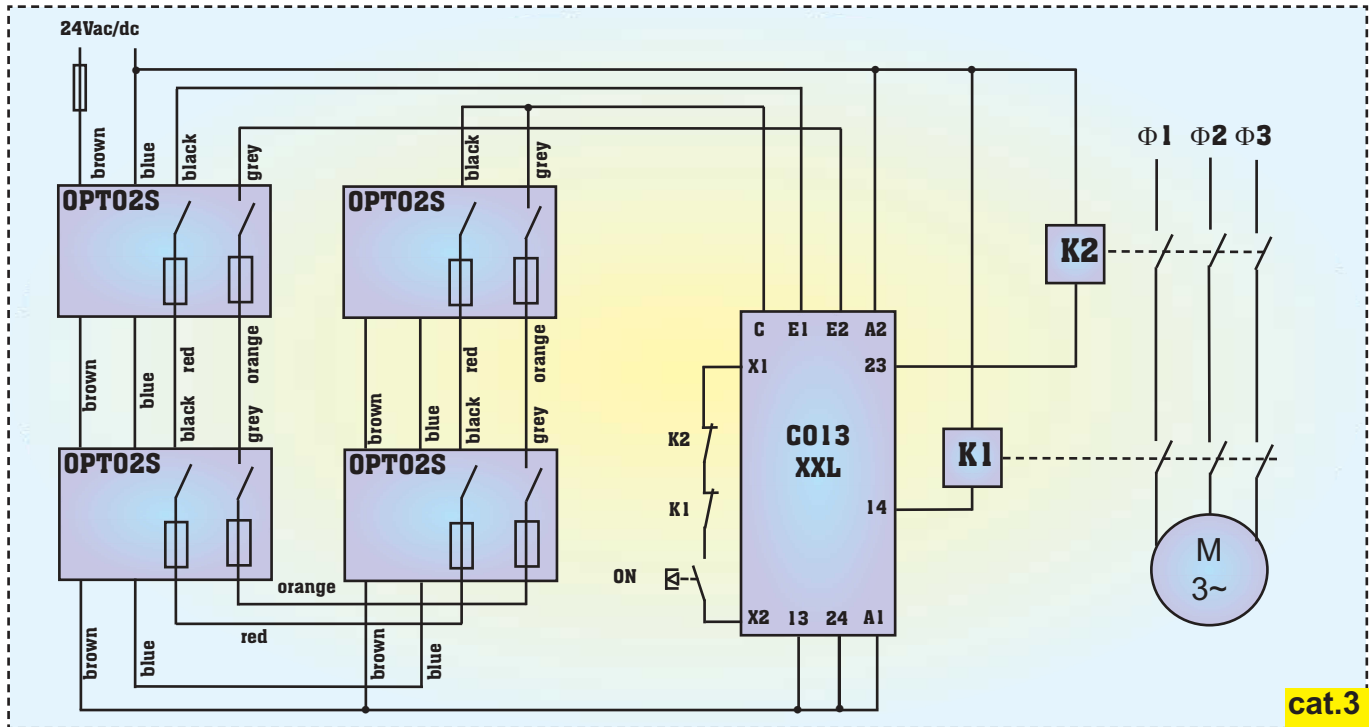 24Vac/dc
brown
blue
black
grey
black
grey
Φ1 Φ2 Φ3
OPTO2S
OPTO2S
K2
C E1 E2 A2
X1
23
brown
blue
red
orange
black
grey
red
orange
brown
blue
black
grey
K2
CO13
XXL
K1
OPTO2S
OPTO2S
K1
14
M
3~
ON
orange
X2 13 24 A1
red
brown
blue
brown
blue
cat.3